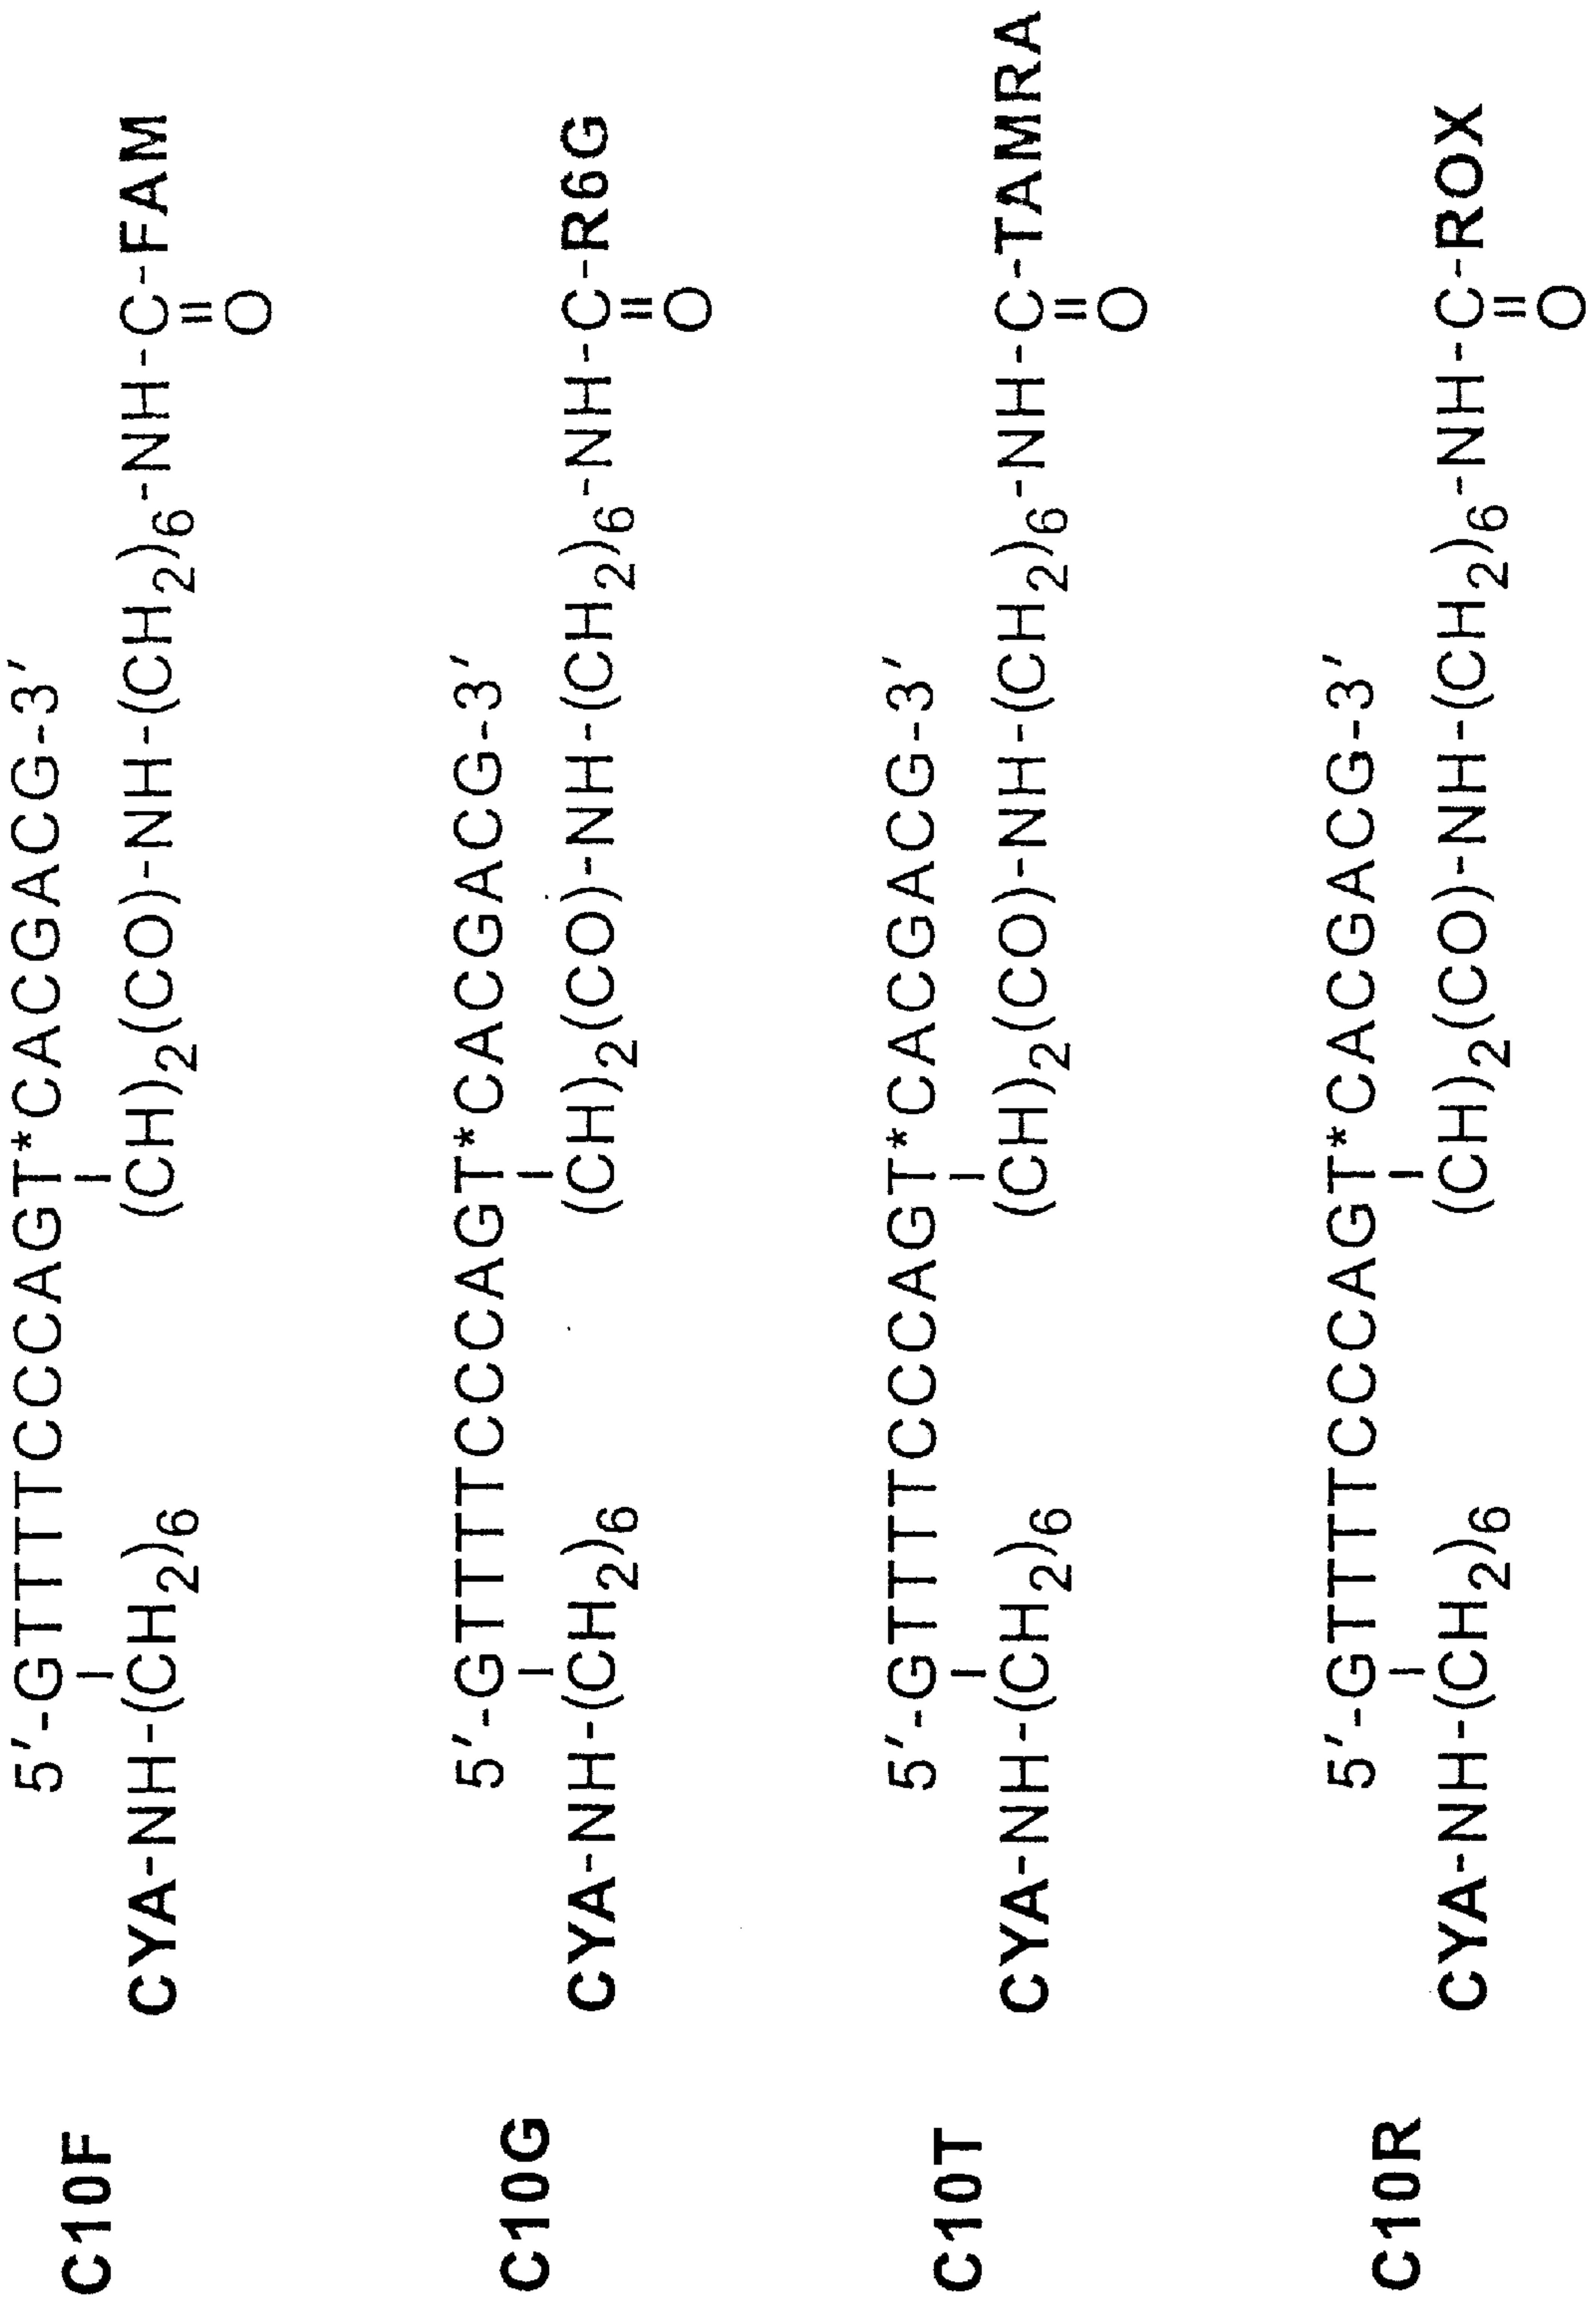 5′-GTTTTCCCAGT*CACGACG-3′
C10F
CYA-NH-(CH₂)₆ (CH)₂(CO)-NH-(CH₂)₆-NH-C-FAM
O
5′-GTTTTCCCAGT*CACGACG-3′
C10G
CYA-NH-(CH₂)₆ (CH)₂(CO)-NH-(CH₂)₆-NH-C-R6G
O
5′-GTTTTCCCAGT*CACGACG-3′
C10T
CYA-NH-(CH₂)₆ (CH)₂(CO)-NH-(CH₂)₆-NH-C-TAMRA
O
5′-GTTTTCCCAGT*CACGACG-3′
C10R
CYA-NH-(CH₂)₆ (CH)₂(CO)-NH-(CH₂)₆-NH-C-ROX
O